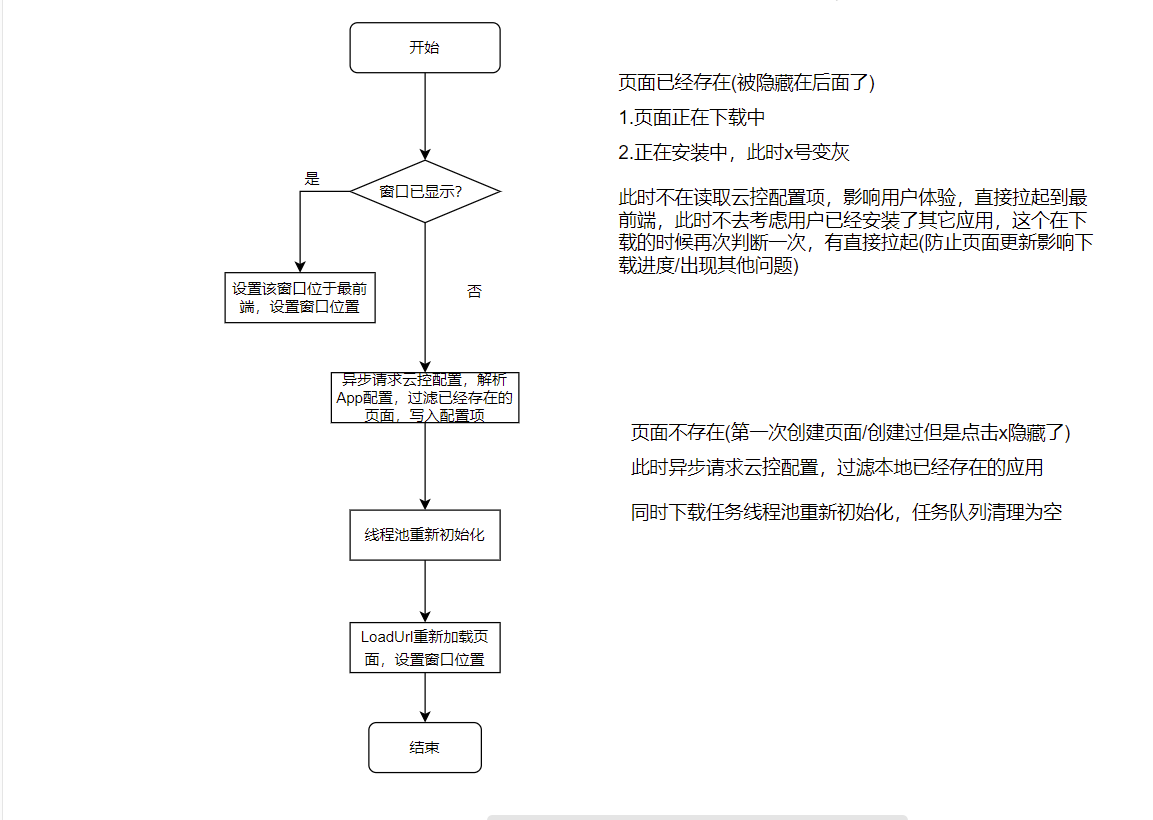 开始
页面已经存在(被隐藏在后面了)
1.页面正在下载中
2.正在安装中，此时x号变灰
是
窗口已显示?
此时不在读取云控配置项，影响用户体验，直接拉起到最
前端，此时不去考虑用户已经安装了其它应用，这个在下
载的时候再次判断一次，有直接拉起(防止页面更新影响下
载进度/出现其他问题)
设置该窗口位于最前
端，设置窗口位置
否
异步请求云控配置，解析
App配置，过滤已经存在的
页面，写入配置项
页面不存在(第一次创建页面/创建过但是点击x隐藏了)
此时异步请求云控配置，过滤本地已经存在的应用
同时下载任务线程池重新初始化，任务队列清理为空
线程池重新初始化
LoadUrl重新加载页
面，设置窗口位置
结束